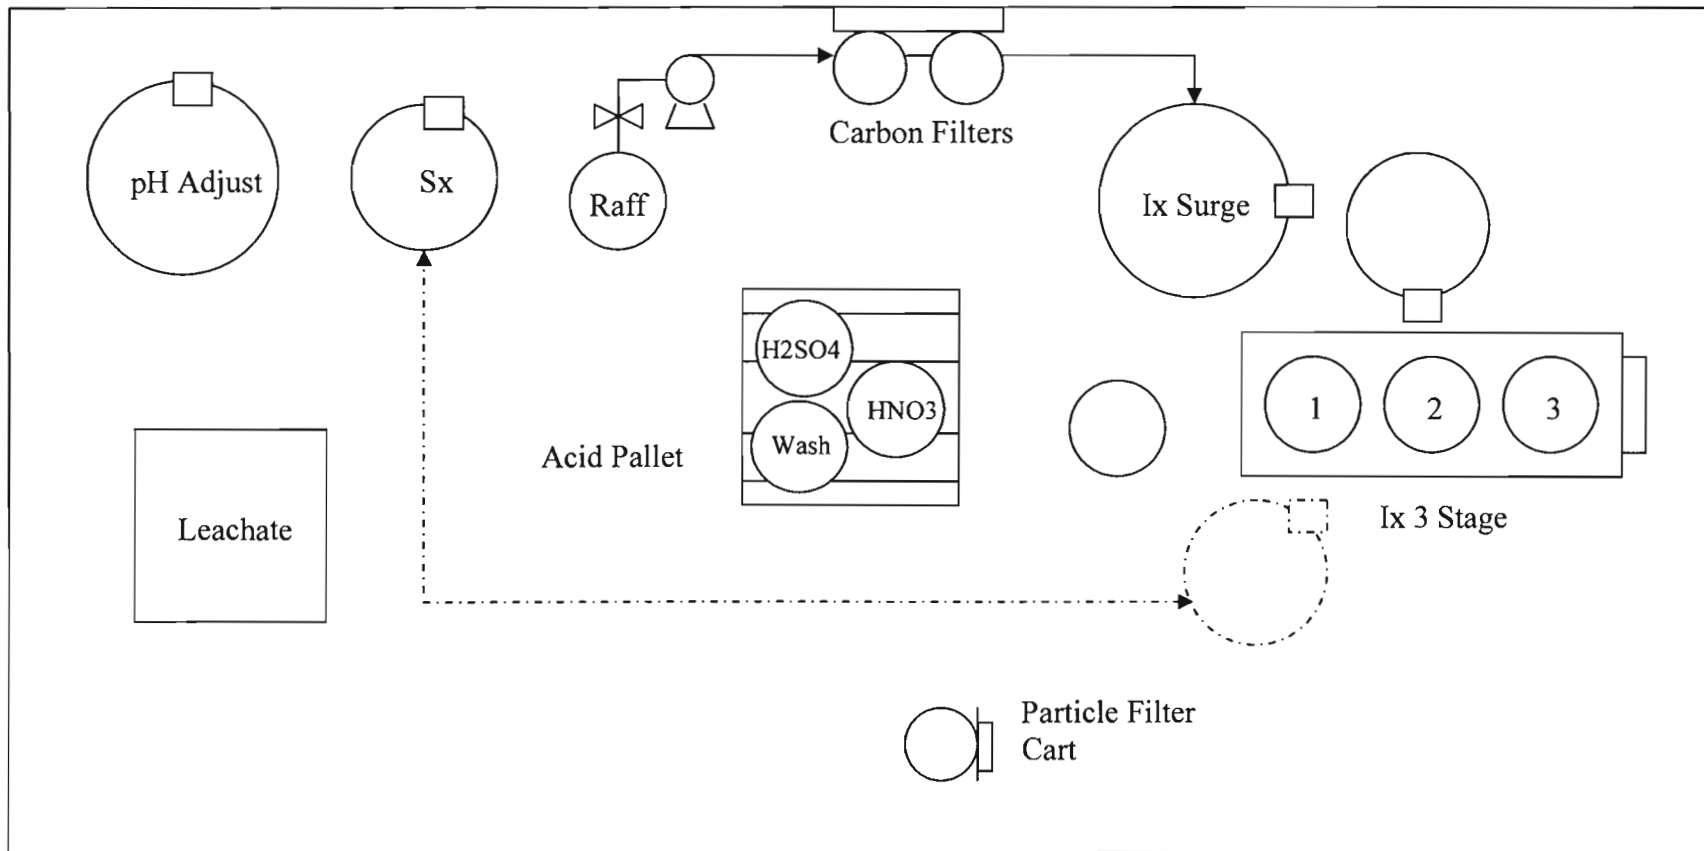 Carbon Filters
pH Adjust
Sx
Raff
Ix Surge
H2SO4
HNO3
Wash
Acid Pallet
1
2
3
Ix 3 Stage
Leachate
Particle Filter
Cart